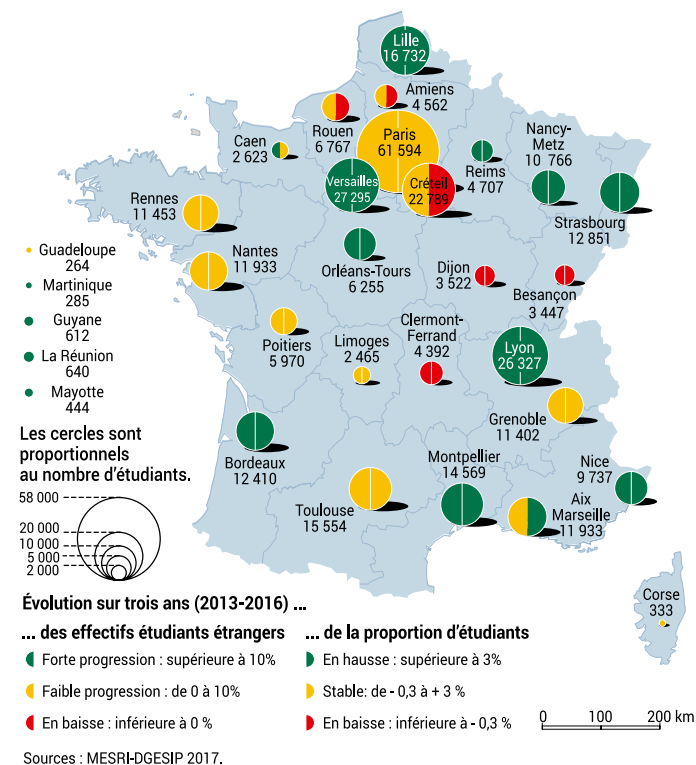 Lille
16 732
Amiens
4 562
Rouen
6 767
Paris
61 594
Caen
2 623
Reims
4 707
Nancy-
Metz
10 766
Versailles
27 295
Créteil
22 789
Strasbourg
12 851
Rennes
11 453
Nantes
11 933
Orléans-Tours
6 255
Dijon
3 522
Besançon
3 447
Guadeloupe
264
Martinique
285
Guyane
612
La Réunion
640
Mayotte
444
Poitiers
5 970
Limoges
2 465
Clermont-
Ferrand
4 392
Lyon
26 327
Grenoble
11 402
Bordeaux
12 410
Toulouse
15 554
Montpellier
14 569
Nice
9 737
Aix
Marseille
11 933
Corse
333
Les cercles sont
proportionnels
au nombre d'étudiants.
58 000
20 000
10 000
5 000
2 000
Évolution sur trois ans (2013-2016) ...
... des effectifs étudiants étrangers
Forte progression : supérieure à 10%
Faible progression : de 0 à 10%
En baisse : inférieure à 0 %
... de la proportion d'étudiants
En hausse : supérieure à 3%
Stable: de - 0,3 à + 3 %
En baisse : inférieure à - 0,3 %
0 100 200 km
Sources : MESRI-DGESIP 2017.